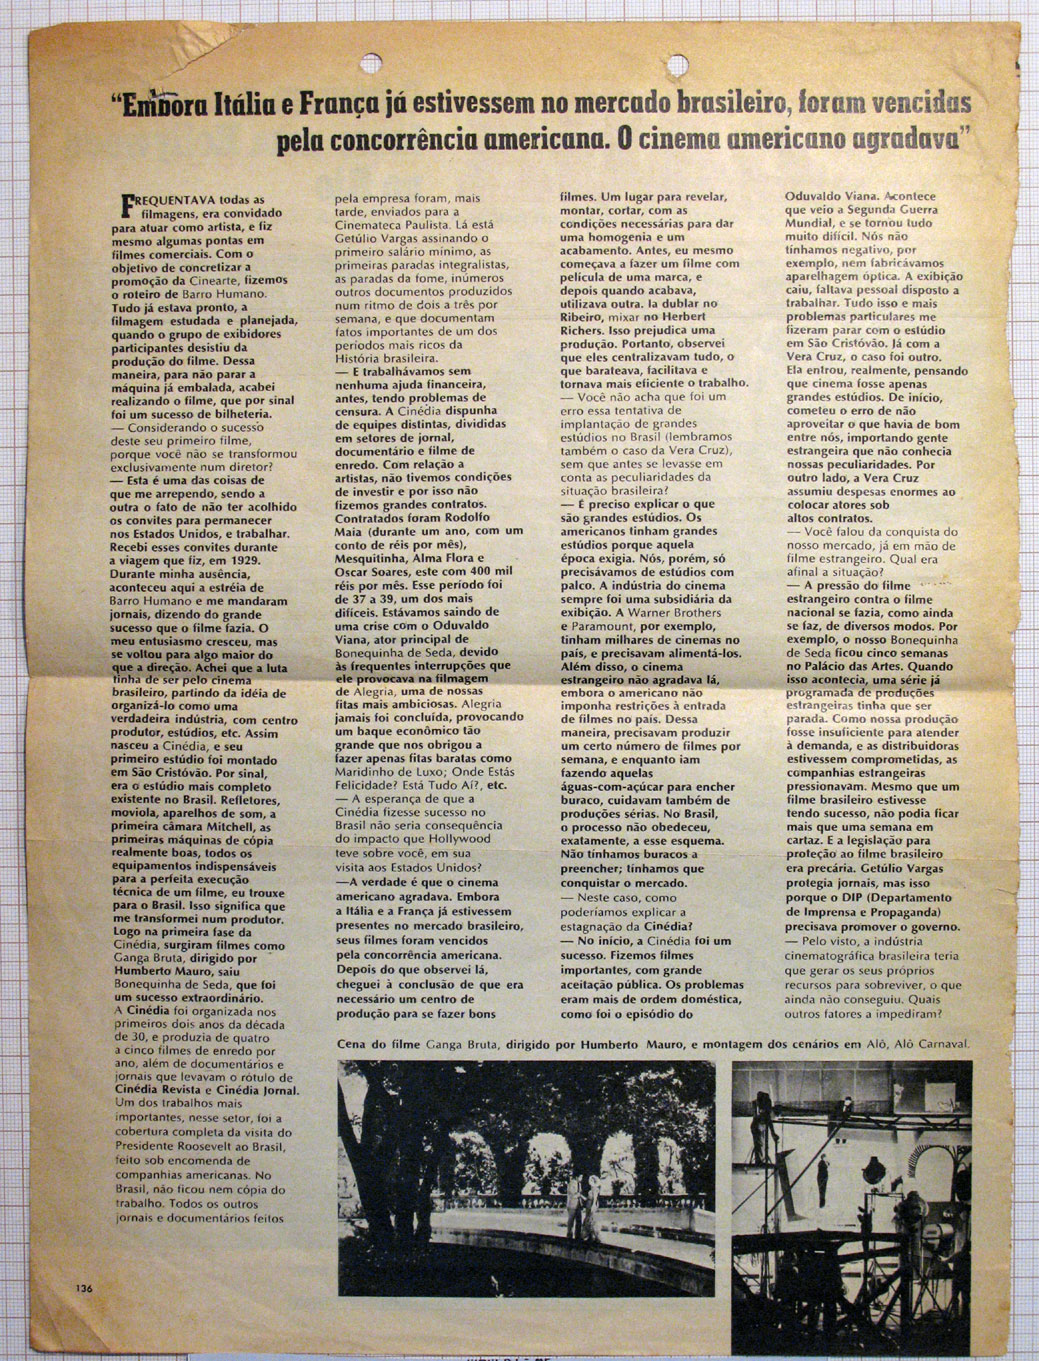 “Embora Itália e França já estivessem no mercado brasileiro, foram vencidas
pela concorrência americana. O cinema americano agradava”
FREQUENTAVA todas as
filmagens, era convidado
para atuar como artista, e fiz
mesmo algumas pontas em
filmes comerciais. Com o
objetivo de concretizar a
promoção da Cinearte, fizemos
o roteiro de Barro Humano.
Tudo já estava pronto, a
filmagem estudada e planejada,
quando o grupo de exibidores
participantes desistiu da
produção do filme. Dessa
maneira, para não parar a
máquina já embalada, acabei
realizando o filme, que por sinal
foi um sucesso de bilheteria.
— Considerando o sucesso
deste seu primeiro filme,
porque você não se transformou
exclusivamente num diretor?
— Esta é uma das coisas de
que me arrependo, sendo a
outra o fato de não ter acolhido
os convites para permanecer
nos Estados Unidos, e trabalhar.
Recebi esses convites durante
a viagem que fiz, em 1929.
Durante minha ausência,
aconteceu aqui a estréia de
Barro Humano e me mandaram
jornais, dizendo do grande
sucesso que o filme fazia. O
meu entusiasmo cresceu, mas
se voltou para algo maior do
que a direção. Achei que a luta
tinha de ser pelo cinema
brasileiro, partindo da idéia de
organizá-lo como uma
verdadeira indústria, com centro
produtor, estúdios, etc. Assim
nasceu a Cinédia, e seu
primeiro estúdio foi montado
em São Cristóvão. Por sinal,
era o estúdio mais completo
existente no Brasil. Refletores,
moviola, aparelhos de som, a
primeira câmara Mitchell, as
primeiras máquinas de cópia
realmente boas, todos os
equipamentos indispensáveis
para a perfeita execução
técnica de um filme, eu trouxe
para o Brasil. Isso significa que
me transformei num produtor.
Logo na primeira fase da
Cinédia, surgiram filmes como
Ganga Bruta, dirigido por
Humberto Mauro, saiu
Bonequinha de Seda, que foi
um sucesso extraordinário.
A Cinédia foi organizada nos
primeiros dois anos da década
de 30, e produzia de quatro
a cinco filmes de enredo por
ano, além de documentários e
jornais que levavam o rótulo de
Cinédia Revista e Cinédia Jornal.
Um dos trabalhos mais
importantes, nesse setor, foi a
cobertura completa da visita do
Presidente Roosevelt ao Brasil,
feito sob encomenda de
companhias americanas. No
Brasil, não ficou nem cópia do
trabalho. Todos os outros
jornais e documentários feitos
pela empresa foram, mais
tarde, enviados para a
Cinemateca Paulista. Lá está
Getúlio Vargas assinando o
primeiro salário mínimo, as
primeiras paradas integralistas,
as paradas da fome, inúmeros
outros documentos produzidos
num ritmo de dois a três por
semana, e que documentam
fatos importantes de um dos
períodos mais ricos da
História brasileira.
— E trabalhávamos sem
nenhuma ajuda financeira,
antes, tendo problemas de
censura. A Cinédia dispunha
de equipes distintas, divididas
em setores de jornal,
documentário e filme de
enredo. Com relação a
artistas, não tivemos condições
de investir e por isso não
fizemos grandes contratos.
Contratados foram Rodolfo
Maia (durante um ano, com um
conto de réis por mês),
Mesquitinha, Alma Flora e
Oscar Soares, este com 400 mil
réis por mês. Esse período foi
de 37 a 39, um dos mais
difíceis. Estávamos saindo de
uma crise com o Oduvaldo
Viana, ator principal de
Bonequinha de Seda, devido
às frequentes interrupções que
ele provocava na filmagem
de Alegria, uma de nossas
fitas mais ambiciosas. Alegria
jamais foi concluída, provocando
um baque econômico tão
grande que nos obrigou a
fazer apenas fitas baratas como
Maridinho de Luxo; Onde Estás
Felicidade? Está Tudo Aí?, etc.
— A esperança de que a
Cinédia fizesse sucesso no
Brasil não seria consequência
do impacto que Hollywood
teve sobre você, em sua
visita aos Estados Unidos?
—A verdade é que o cinema
americano agradava. Embora
a Itália e a França já estivessem
presentes no mercado brasileiro,
seus filmes foram vencidos
pela concorrência americana.
Depois do que observei lá,
cheguei à conclusão de que era
necessário um centro de
produção para se fazer bons
filmes. Um lugar para revelar,
montar, cortar, com as
condições necessárias para dar
uma homogenia e um
acabamento. Antes, eu mesmo
começava a fazer um filme com
película de uma marca, e
depois quando acabava,
utilizava outra. Ia dublar no
Ribeiro, mixar no Herbert
Richers. Isso prejudica uma
produção. Portanto, observei
que eles centralizavam tudo, o
que barateava, facilitava e
tornava mais eficiente o trabalho.
— Você não acha que foi um
erro essa tentativa de
implantação de grandes
estúdios no Brasil (lembramos
também o caso da Vera Cruz),
sem que antes se levasse em
conta as peculiaridades da
situação brasileira?
— É preciso explicar o que
são grandes estúdios. Os
americanos tinham grandes
estúdios porque aquela
época exigia. Nós, porém, só
precisávamos de estúdios com
palco. A indústria do cinema
sempre foi uma subsidiária da
exibição. A Warner Brothers
e Paramount, por exemplo,
tinham milhares de cinemas no
país, e precisavam alimentá-los.
Além disso, o cinema
estrangeiro não agradava lá,
embora o americano não
imponha restrições à entrada
de filmes no país. Dessa
maneira, precisavam produzir
um certo número de filmes por
semana, e enquanto iam
fazendo aquelas
águas-com-açúcar para encher
buraco, cuidavam também de
produções sérias. No Brasil,
o processo não obedeceu,
exatamente, a esse esquema.
Não tínhamos buracos a
preencher; tínhamos que
conquistar o mercado.
— Neste caso, como
poderíamos explicar a
estagnação da Cinédia?
— No início, a Cinédia foi um
sucesso. Fizemos filmes
importantes, com grande
aceitação pública. Os problemas
eram mais de ordem doméstica,
como foi o episódio do
Oduvaldo Viana. Acontece
que veio a Segunda Guerra
Mundial, e se tornou tudo
muito difícil. Nós não
tínhamos negativo, por
exemplo, nem fabricávamos
aparelhagem óptica. A exibição
caiu, faltava pessoal disposto a
trabalhar. Tudo isso e mais
problemas particulares me
fizeram parar com o estúdio
em São Cristóvão. Já com a
Vera Cruz, o caso foi outro.
Ela entrou, realmente, pensando
que cinema fosse apenas
grandes estúdios. De início,
cometeu o erro de não
aproveitar o que havia de bom
entre nós, importando gente
estrangeira que não conhecia
nossas peculiaridades. Por
outro lado, a Vera Cruz
assumiu despesas enormes ao
colocar atores sob
altos contratos.
— Você falou da conquista do
nosso mercado, já em mão de
filme estrangeiro. Qual era
afinal a situação?
— A pressão do filme
estrangeiro contra o filme
nacional se fazia, como ainda
se faz, de diversos modos. Por
exemplo, o nosso Bonequinha
de Seda ficou cinco semanas
no Palácio das Artes. Quando
isso acontecia, uma série já
programada de produções
estrangeiras tinha que ser
parada. Como nossa produção
fosse insuficiente para atender
à demanda, e as distribuidoras
estivessem comprometidas, as
companhias estrangeiras
pressionavam. Mesmo que um
filme brasileiro estivesse
tendo sucesso, não podia ficar
mais que uma semana em
cartaz. E a legislação para
proteção ao filme brasileiro
era precária. Getúlio Vargas
protegia jornais, mas isso
porque o DIP (Departamento
de Imprensa e Propaganda)
precisava promover o governo.
— Pelo visto, a indústria
cinematográfica brasileira teria
que gerar os seus próprios
recursos para sobreviver, o que
ainda não conseguiu. Quais
outros fatores a impediram?
Cena do filme Ganga Bruta, dirigido por Humberto Mauro, e montagem dos cenários em Alô, Alô Carnaval.
136